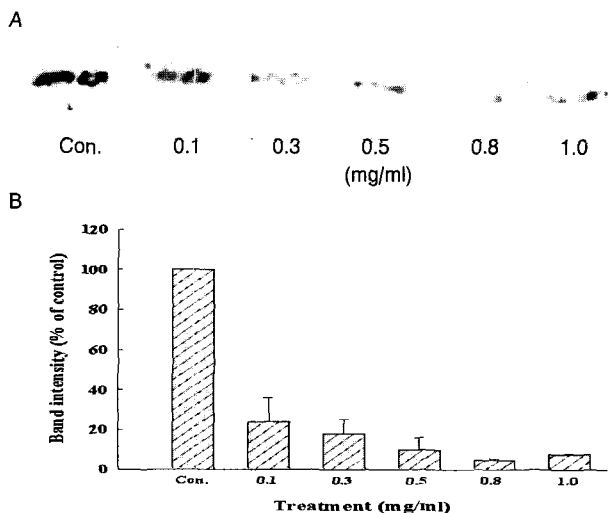 A
Con. 0.1 0.3 0.5 0.8 1.0
(mg/ml)
B
120
100
80
60
40
20
0
Band intensity (% of control)
Con. 0.1 0.3 0.5 0.8 1.0
Treatment (mg/ml)